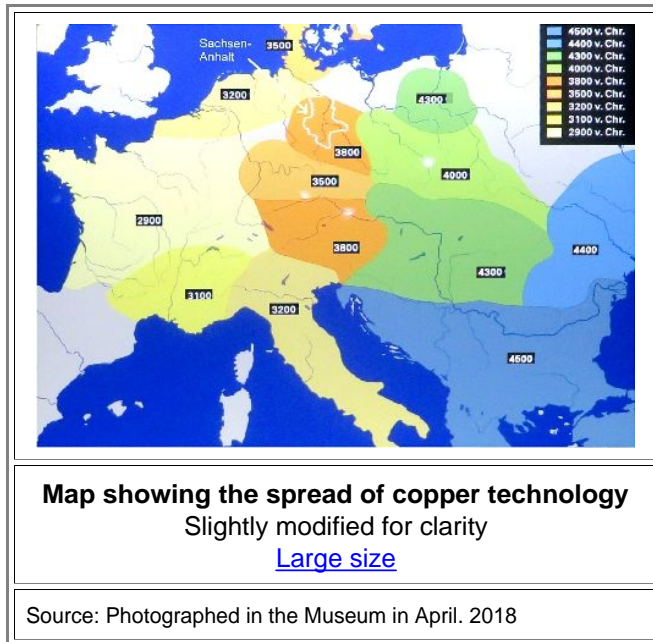 Sachsen-
Anhalt
3500
4500 v. Chr.
4400 v. Chr.
4300 v. Chr.
4000 v. Chr.
3800 v. Chr.
3500 v. Chr.
3200 v. Chr.
3100 v. Chr.
2900 v. Chr.
3200
4300
3800
4000
3500
2900
3800
4400
4300
3100
3200
4500
Map showing the spread of copper technology
Slightly modified for clarity
Large size
Source: Photographed in the Museum in April. 2018